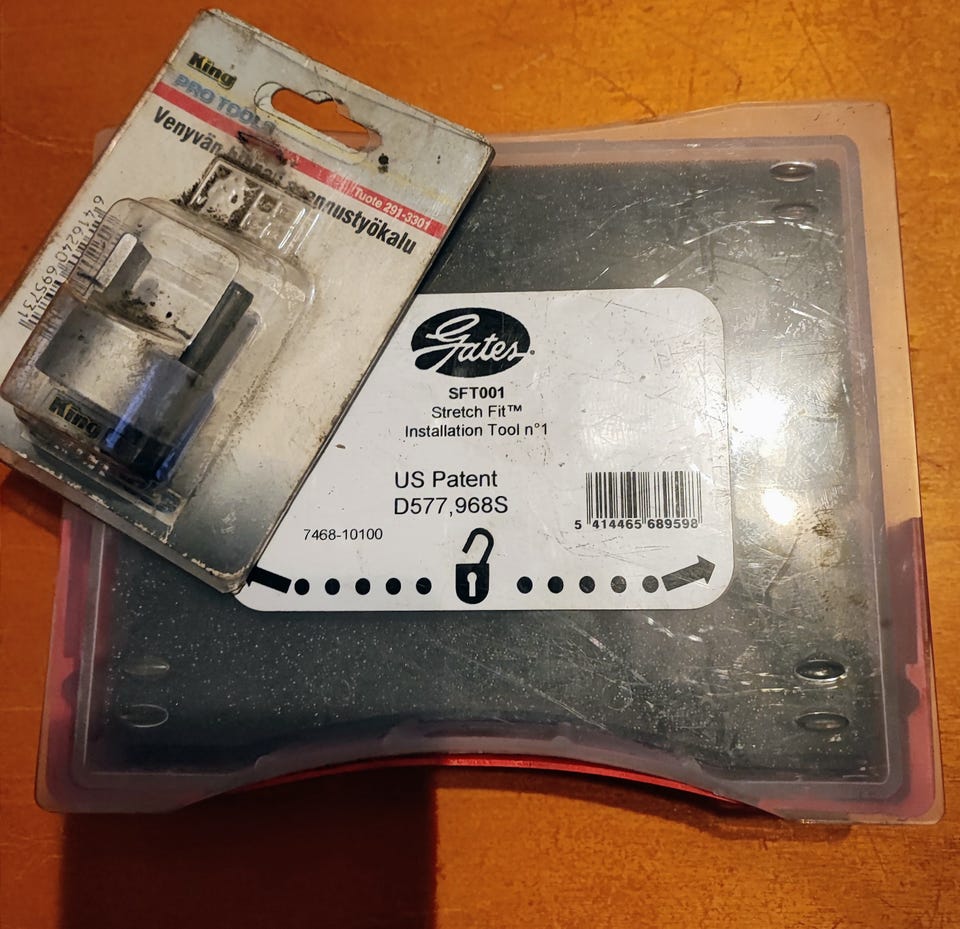 King
PRO TOOLS
Tuote 291-3301
Venyvän asennustyökalu
King
Gates
SFT001
Stretch Fit™
Installation Tool n°1
US Patent
D577,968S
7468-10100
5 414465 689598